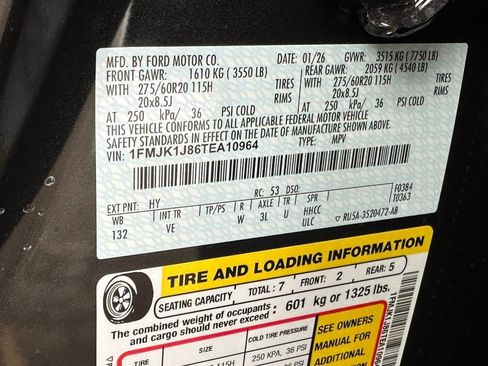 MFD. BY FORD MOTOR CO.
01/26 GVWR: 3515 KG ( 7750 LB)
FRONT GAWR: 1610 KG ( 3550 LB) REAR GAWR: 2059 KG ( 4540 LB)
WITH 275/60R20 115H TIRES WITH 275/60R20 115H TIRES
20x8.5J RIMS 20x8.5J RIMS
AT 250 kPa/ 36 PSI COLD AT 250 kPa/ 36 PSI COLD
THIS VEHICLE CONFORMS TO ALL APPLICABLE FEDERAL MOTOR VEHICLE
SAFETY STANDARDS IN EFFECT ON THE DATE OF MANUFACTURE SHOWN ABOVE.
VIN: 1FMJK1J86TEA10964 TYPE: MPV
F0384
T0363
EXT PNT: HY RC: 53 DSO:
WB INT TR TP/PS R AXLE TR SPR
132 VE W 3L U HHCC
ULC
RU5A-3520472-AB
TIRE AND LOADING INFORMATION
SEATING CAPACITY TOTAL: 7 FRONT: 2 REAR: 5
The combined weight of occupants and cargo should never exceed: 601 kg or 1325 lbs.
TIRE SIZE COLD TIRE PRESSURE
250 KPA, 36 PSI
SEE OWNERS
MANUAL FOR
ADDITIONAL